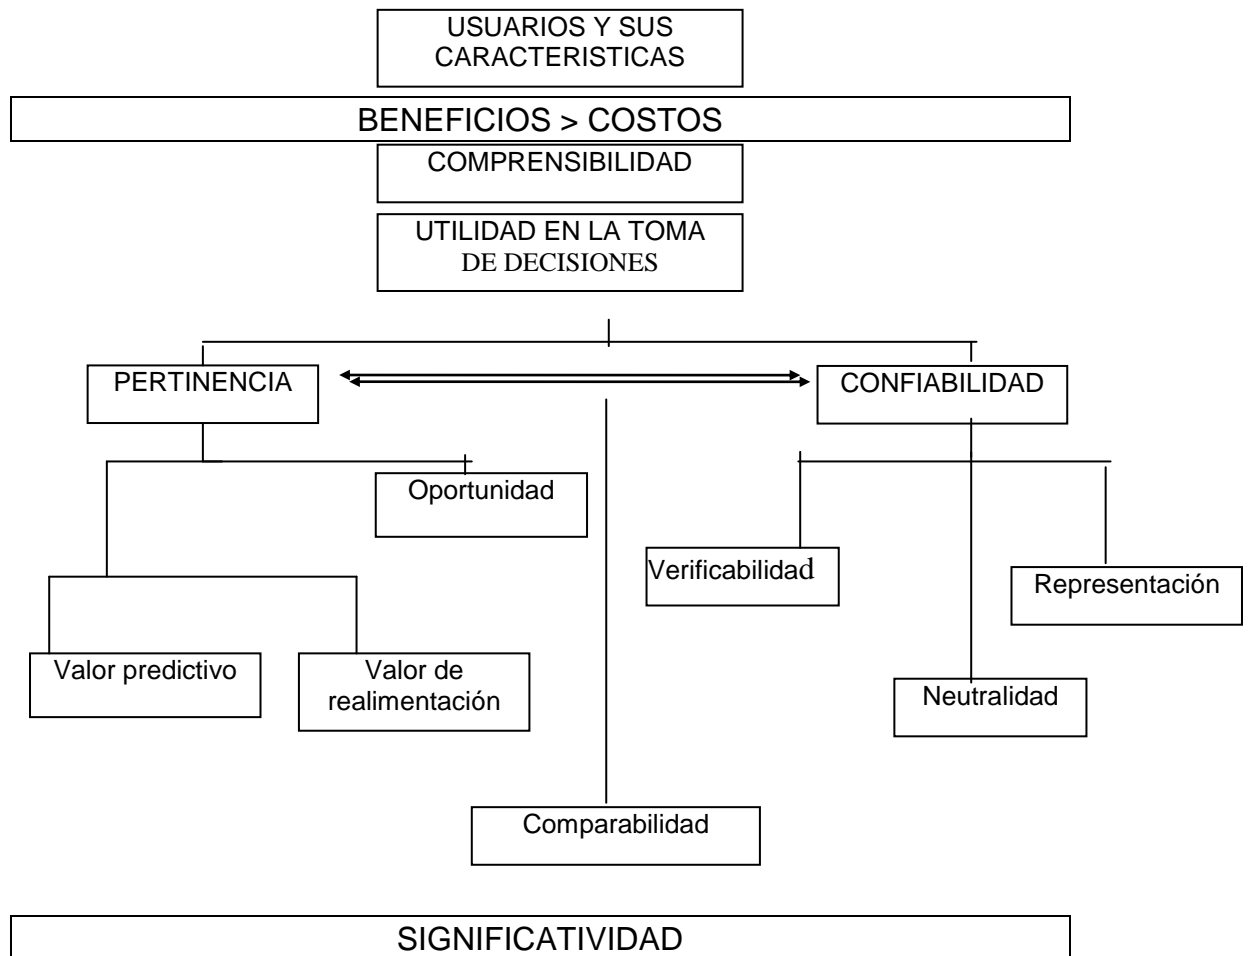 USUARIOS Y SUS
CARACTERISTICAS
BENEFICIOS > COSTOS
COMPRENSIBILIDAD
UTILIDAD EN LA TOMA
DE DECISIONES
PERTINENCIA
CONFIABILIDAD
Oportunidad
Verificabilidad
Representación
Valor predictivo
Valor de
realimentación
Neutralidad
Comparabilidad
SIGNIFICATIVIDAD